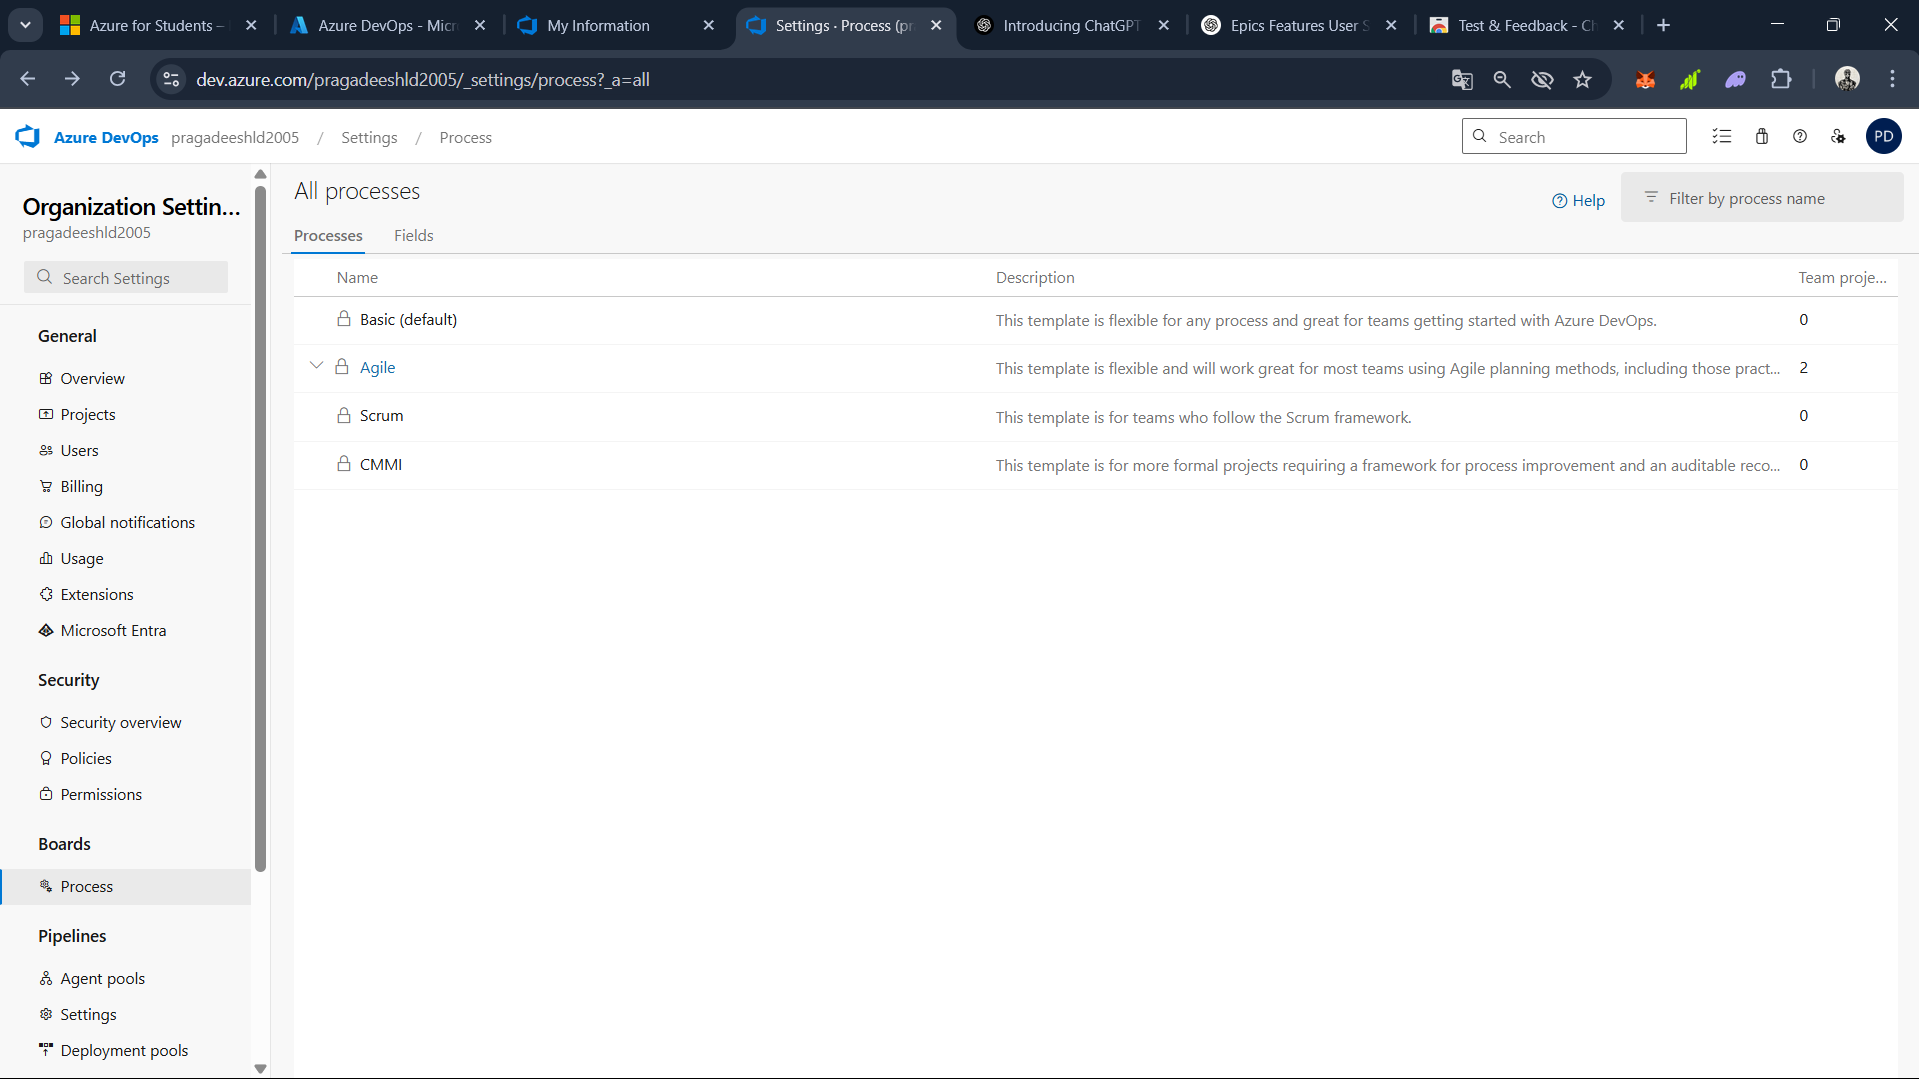 Azure for Students –
Azure DevOps - Micr
My Information
Settings · Process (pr
Introducing ChatGPT
Epics Features User S
Test & Feedback - Ch
dev.azure.com/pragadeeshld2005/_settings/process?_a=all
Azure DevOps pragadeeshld2005 / Settings / Process
Search
PD
Organization Settin...
pragadeeshld2005
Search Settings
General
Overview
Projects
Users
Billing
Global notifications
Usage
Extensions
Microsoft Entra
Security
Security overview
Policies
Permissions
Boards
Process
Pipelines
Agent pools
Settings
Deployment pools
All processes
Help
Filter by process name
Processes Fields
Name Description Team proje...
Basic (default) This template is flexible for any process and great for teams getting started with Azure DevOps. 0
Agile This template is flexible and will work great for most teams using Agile planning methods, including those pract... 2
Scrum This template is for teams who follow the Scrum framework. 0
CMMI This template is for more formal projects requiring a framework for process improvement and an auditable reco... 0